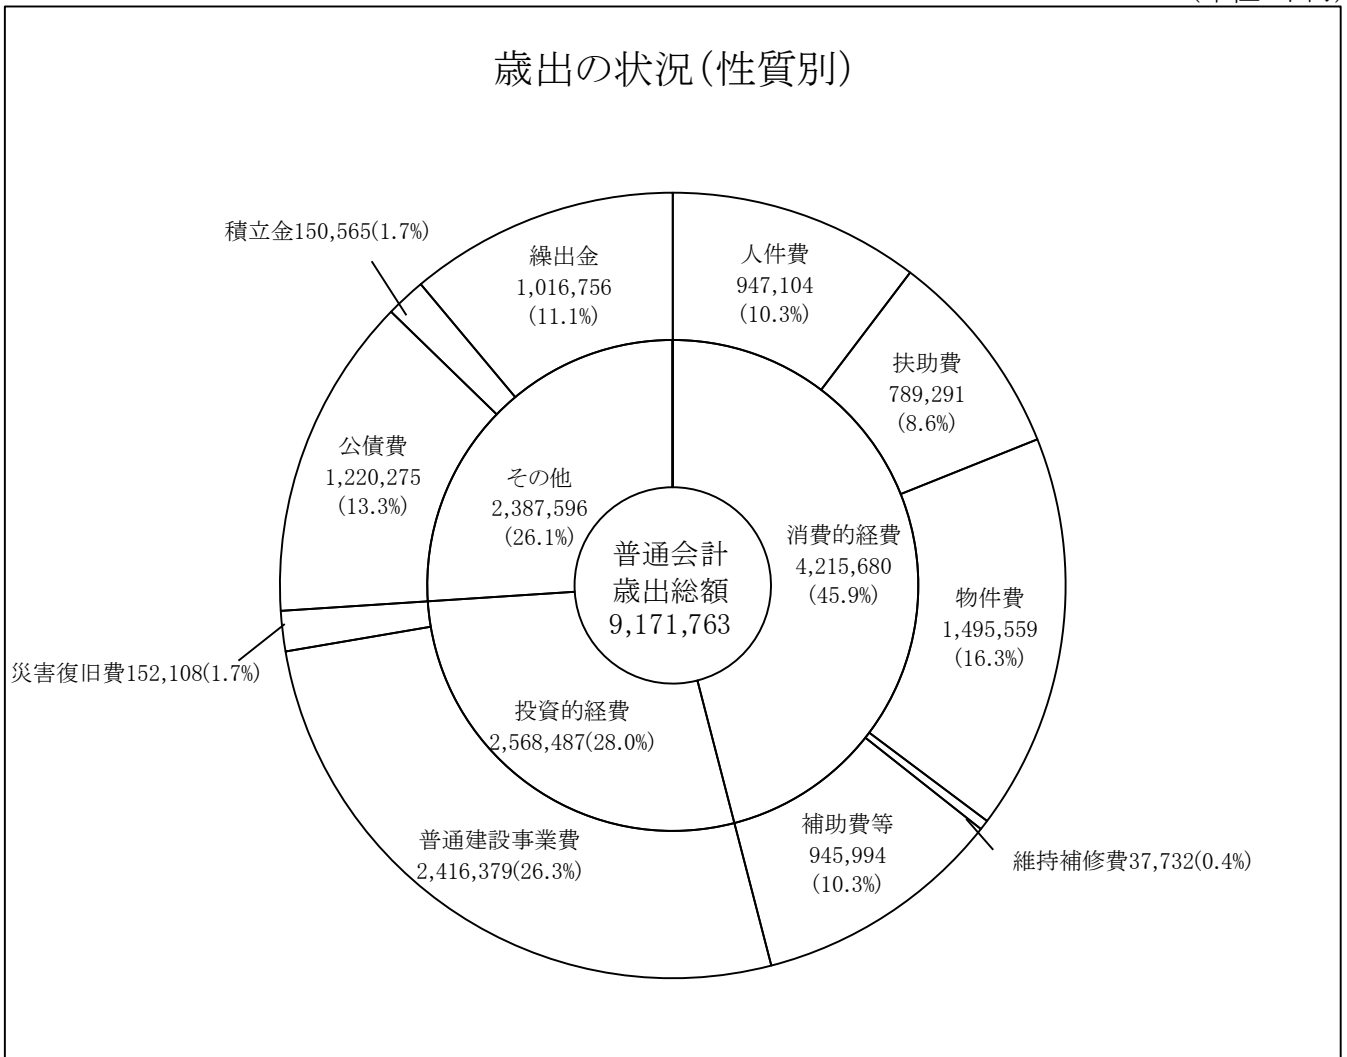 歳出の状況(性質別)
積立金150,565(1.7%)
繰出金
1,016,756
(11.1%)
人件費
947,104
(10.3%)
扶助費
789,291
(8.6%)
公債費
1,220,275
(13.3%)
その他
2,387,596
(26.1%)
消費的経費
4,215,680
(45.9%)
普通会計
歳出総額
9,171,763
物件費
1,495,559
(16.3%)
災害復旧費152,108(1.7%)
投資的経費
2,568,487(28.0%)
普通建設事業費
2,416,379(26.3%)
補助費等
945,994
(10.3%)
維持補修費37,732(0.4%)